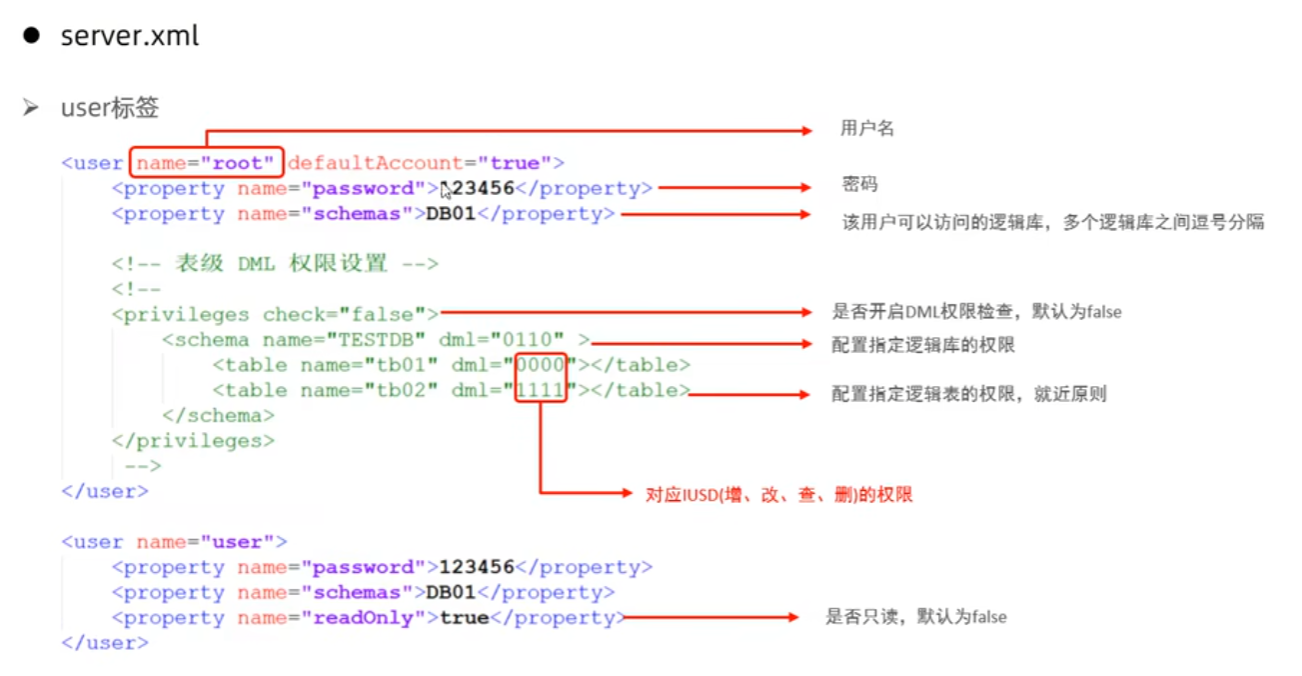 server.xml
user标签
<user name="root" defaultAccount="true"> 用户名
<property name="password">123456</property> 密码
<property name="schemas">DB01</property> 该用户可以访问的逻辑库，多个逻辑库之间逗号分隔
<!-- 表级 DML 权限设置 -->
<!--
<privileges check="false"> 是否开启DML权限检查，默认为false
<schema name="TESTDB" dml="0110" > 配置指定逻辑库的权限
<table name="tb01" dml="0000"></table>
<table name="tb02" dml="1111"></table> 配置指定逻辑表的权限，就近原则
</schema>
</privileges>
-->
</user>
对应IUSD(增、改、查、删)的权限
<user name="user">
<property name="password">123456</property>
<property name="schemas">DB01</property>
<property name="readOnly">true</property> 是否只读，默认为false
</user>